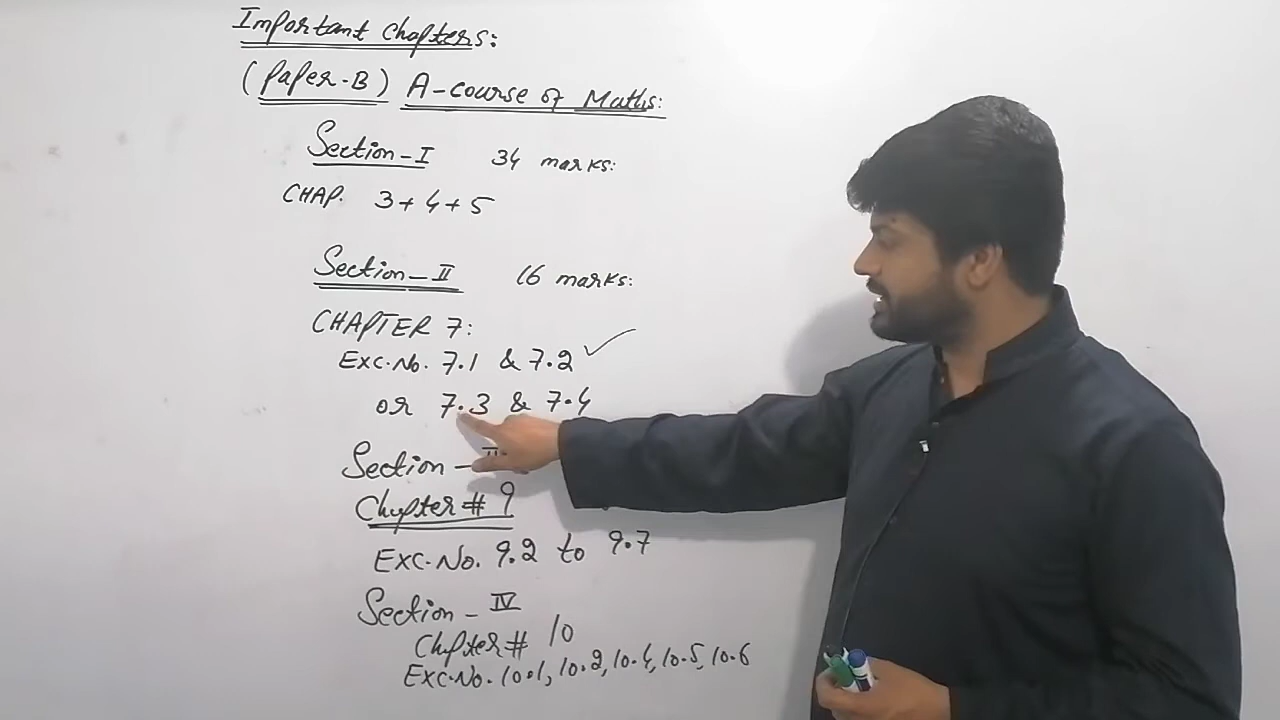 Important Chapters:
(Paper-B) A-course of Maths:
Section-I 34 marks:
CHAP. 3+4+5
Section-II 16 marks:
CHAPTER 7:
Exc.No. 7.1 & 7.2 ✓
or 7.3 & 7.4
Section -
Chapter# 9
Exc.No. 9.2 to 9.7
Section - IV
Chapter# 10
Exc.No. 10.1, 10.2, 10.4, 10.5, 10.6